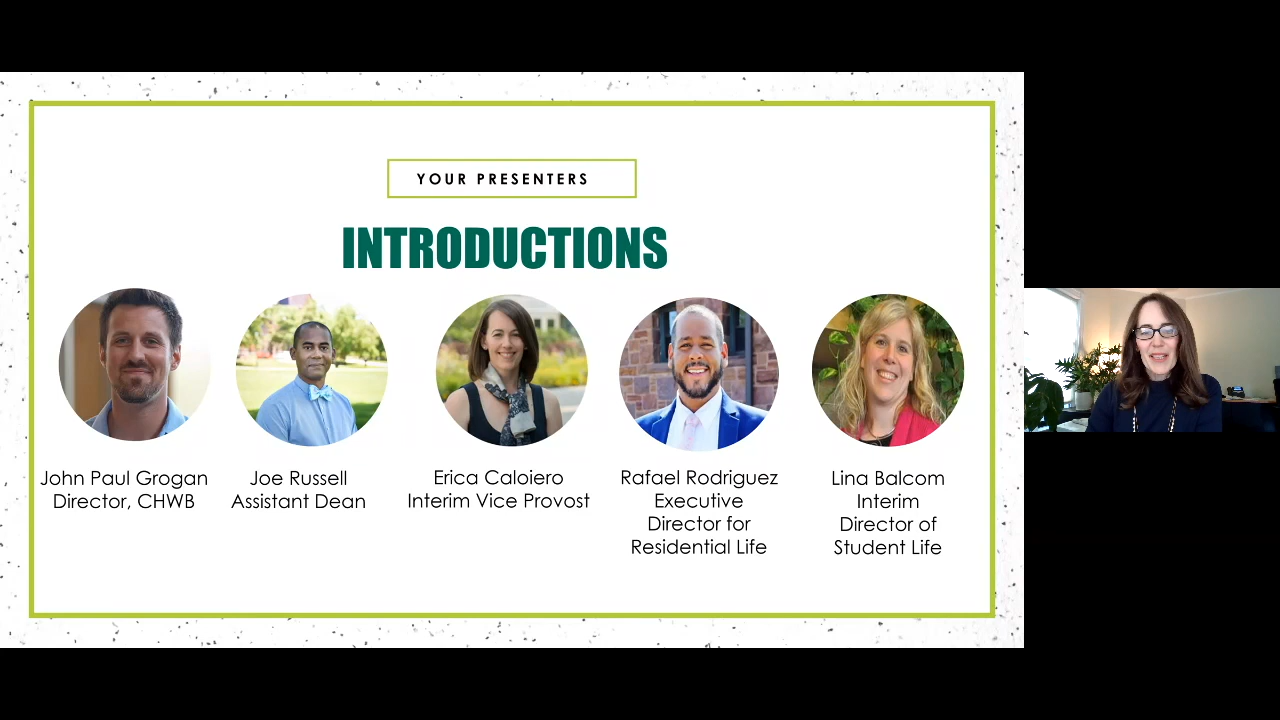 YOUR PRESENTERS
INTRODUCTIONS
John Paul Grogan
Director, CHWB
Joe Russell
Assistant Dean
Erica Caloiero
Interim Vice Provost
Rafael Rodriguez
Executive
Director for
Residential Life
Lina Balcom
Interim
Director of
Student Life